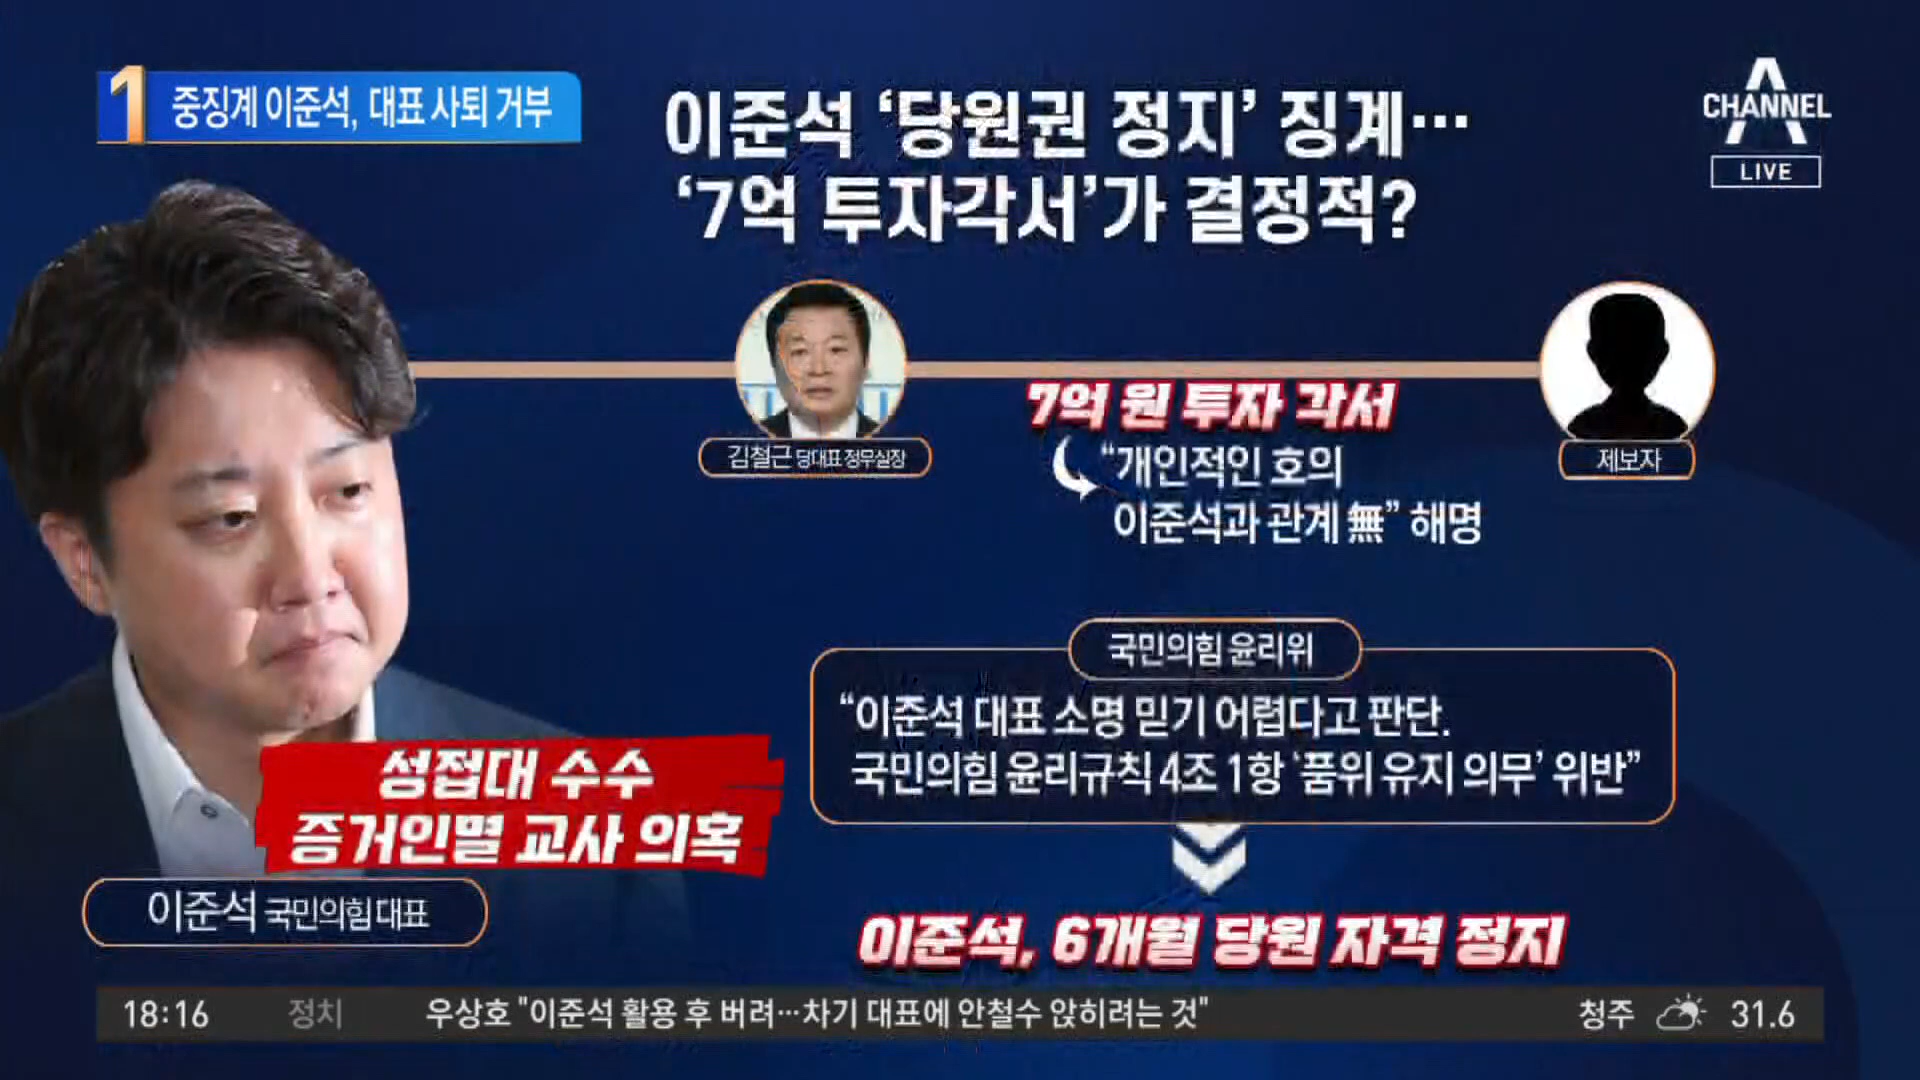 1 중징계 이준석, 대표 사퇴 거부
CHANNEL A
LIVE
이준석 ‘당원권 정지’ 징계…
‘7억 투자각서’가 결정적?
김철근 당대표 정무실장
7억 원 투자 각서
“개인적인 호의
이준석과 관계 無” 해명
제보자
국민의힘 윤리위
“이준석 대표 소명 믿기 어렵다고 판단.
국민의힘 윤리규칙 4조 1항 ‘품위 유지 의무’ 위반”
성접대 수수
증거인멸 교사 의혹
이준석 국민의힘 대표
이준석, 6개월 당원 자격 정지
18:16 정치 우상호 "이준석 활용 후 버려…차기 대표에 안철수 앉히려는 것" 청주 31.6